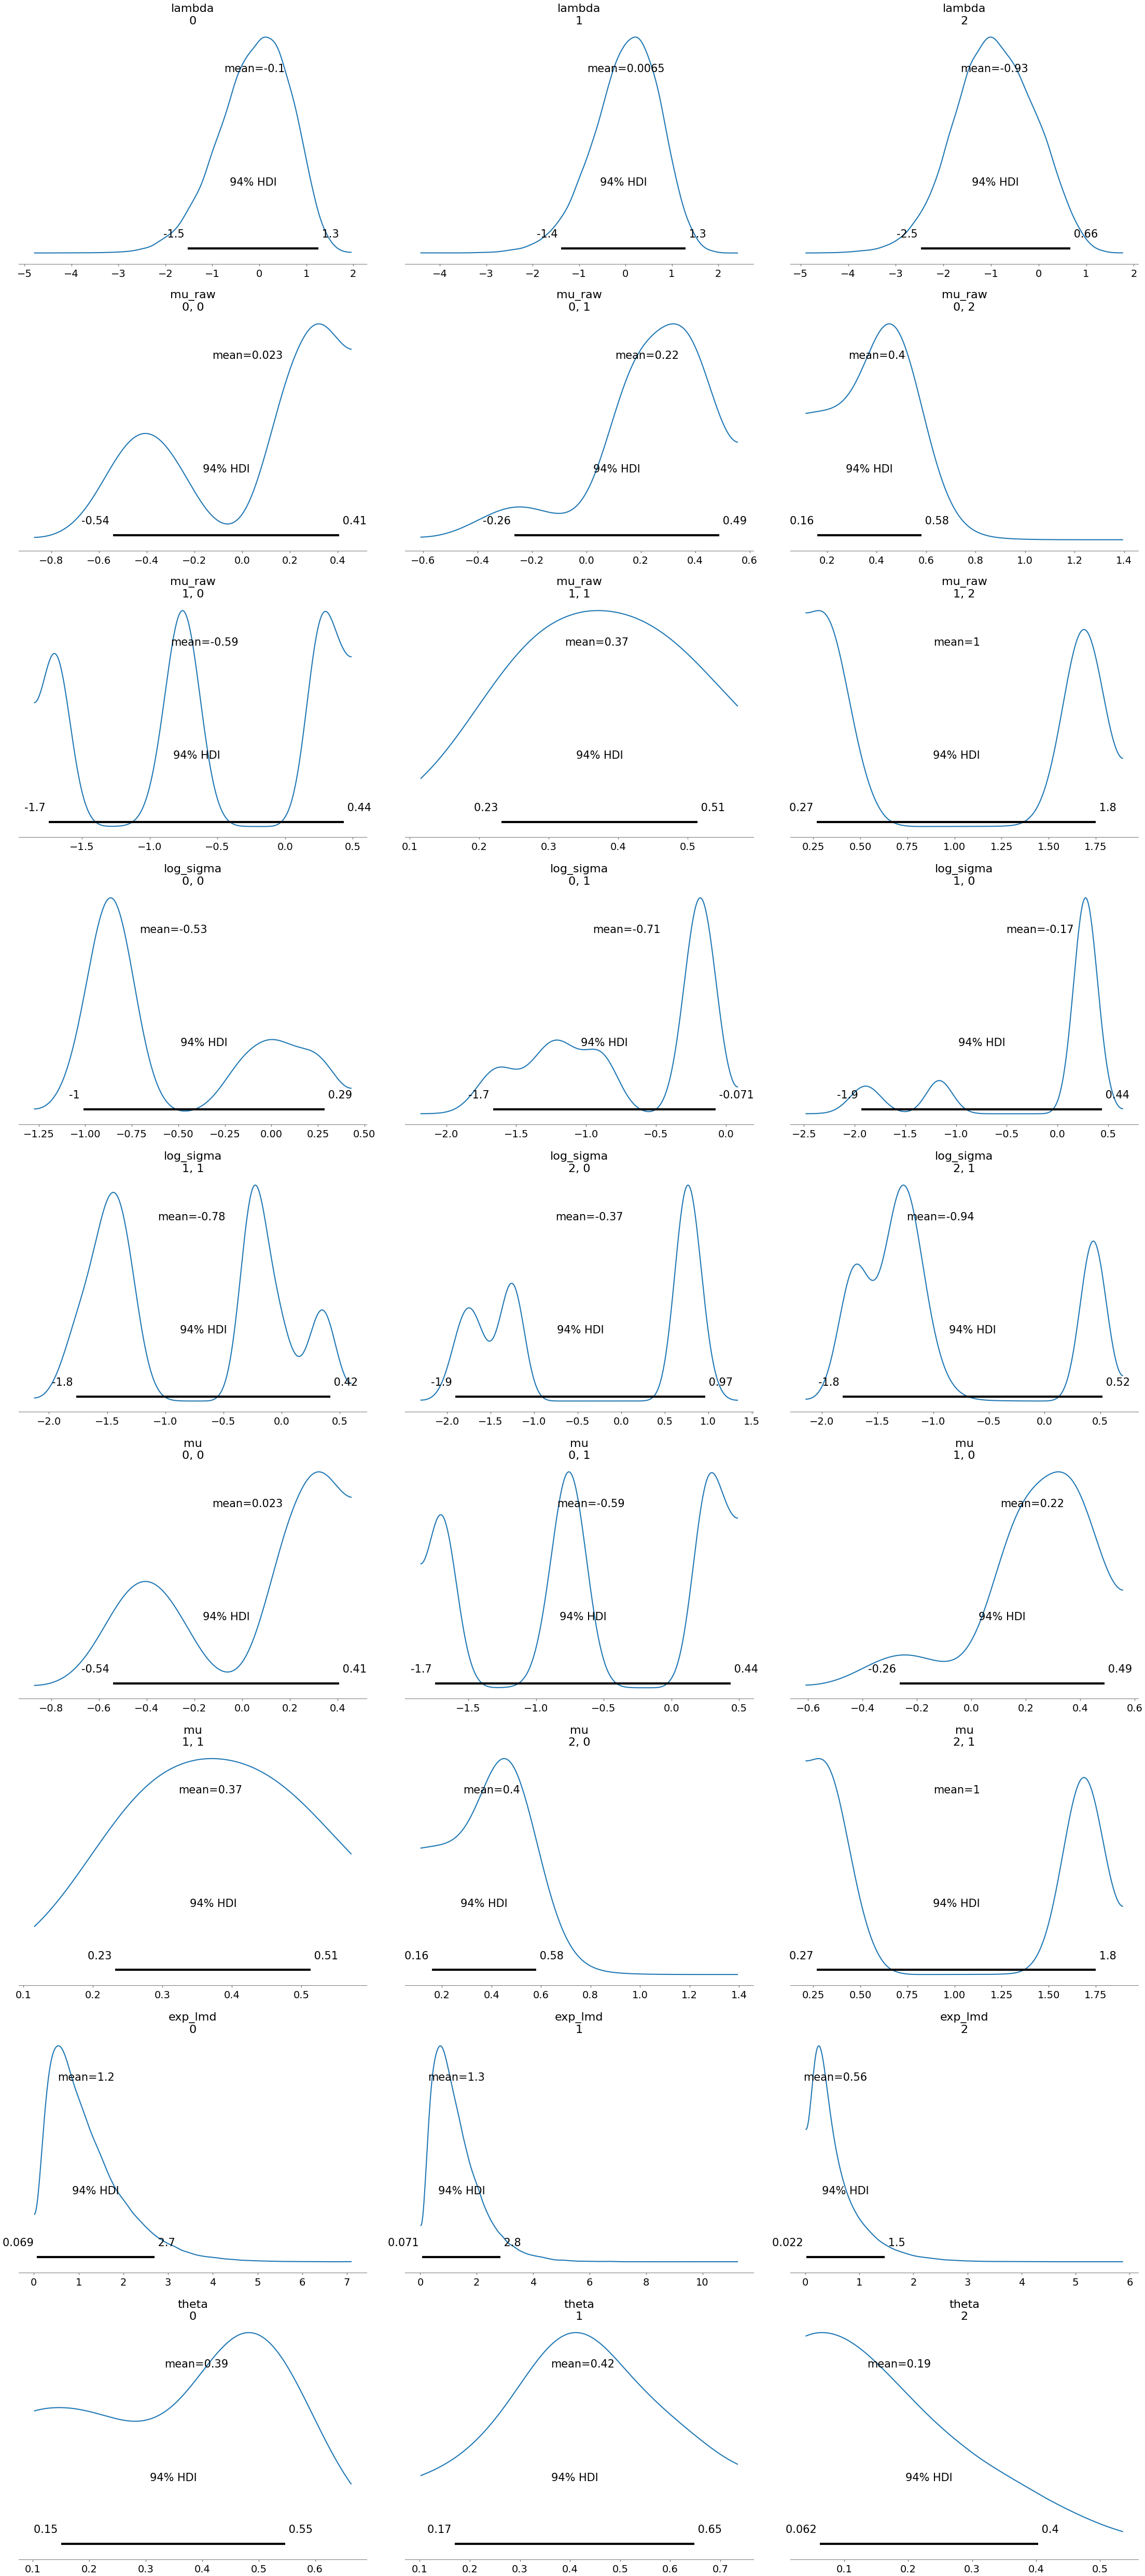 lambda
0
lambda
1
lambda
2
mean=-0.1
mean=0.0065
mean=-0.93
94% HDI
94% HDI
94% HDI
-1.5 1.3
-1.4 1.3
-2.5 0.66
−5 −4 −3 −2 −1 0 1 2
−4 −3 −2 −1 0 1 2
−5 −4 −3 −2 −1 0 1 2
mu_raw
0, 0
mu_raw
0, 1
mu_raw
0, 2
mean=0.023
mean=0.22
mean=0.4
94% HDI
94% HDI
94% HDI
-0.54 0.41
-0.26 0.49
0.16 0.58
−0.8 −0.6 −0.4 −0.2 0.0 0.2 0.4
−0.6 −0.4 −0.2 0.0 0.2 0.4 0.6
0.2 0.4 0.6 0.8 1.0 1.2 1.4
mu_raw
1, 0
mu_raw
1, 1
mu_raw
1, 2
mean=-0.59
mean=0.37
mean=1
94% HDI
94% HDI
94% HDI
-1.7 0.44
0.23 0.51
0.27 1.8
−1.5 −1.0 −0.5 0.0 0.5
0.1 0.2 0.3 0.4 0.5
0.25 0.50 0.75 1.00 1.25 1.50 1.75
log_sigma
0, 0
log_sigma
0, 1
log_sigma
1, 0
mean=-0.53
mean=-0.71
mean=-0.17
94% HDI
94% HDI
94% HDI
-1 0.29
-1.7 -0.071
-1.9 0.44
−1.25 −1.00 −0.75 −0.50 −0.25 0.00 0.25 0.50
−2.0 −1.5 −1.0 −0.5 0.0
−2.5 −2.0 −1.5 −1.0 −0.5 0.0 0.5
log_sigma
1, 1
log_sigma
2, 0
log_sigma
2, 1
mean=-0.78
mean=-0.37
mean=-0.94
94% HDI
94% HDI
94% HDI
-1.8 0.42
-1.9 0.97
-1.8 0.52
−2.0 −1.5 −1.0 −0.5 0.0 0.5
−2.0 −1.5 −1.0 −0.5 0.0 0.5 1.0 1.5
−2.0 −1.5 −1.0 −0.5 0.0 0.5
mu
0, 0
mu
0, 1
mu
1, 0
mean=0.023
mean=-0.59
mean=0.22
94% HDI
94% HDI
94% HDI
-0.54 0.41
-1.7 0.44
-0.26 0.49
−0.8 −0.6 −0.4 −0.2 0.0 0.2 0.4
−1.5 −1.0 −0.5 0.0 0.5
−0.6 −0.4 −0.2 0.0 0.2 0.4 0.6
mu
1, 1
mu
2, 0
mu
2, 1
mean=0.37
mean=0.4
mean=1
94% HDI
94% HDI
94% HDI
0.23 0.51
0.16 0.58
0.27 1.8
0.1 0.2 0.3 0.4 0.5
0.2 0.4 0.6 0.8 1.0 1.2 1.4
0.25 0.50 0.75 1.00 1.25 1.50 1.75
exp_lmd
0
exp_lmd
1
exp_lmd
2
mean=1.2
mean=1.3
mean=0.56
94% HDI
94% HDI
94% HDI
0.069 2.7
0.071 2.8
0.022 1.5
0 1 2 3 4 5 6 7
0 2 4 6 8 10
0 1 2 3 4 5 6
theta
0
theta
1
theta
2
mean=0.39
mean=0.42
mean=0.19
94% HDI
94% HDI
94% HDI
0.15 0.55
0.17 0.65
0.062 0.4
0.1 0.2 0.3 0.4 0.5 0.6
0.1 0.2 0.3 0.4 0.5 0.6 0.7
0.1 0.2 0.3 0.4 0.5